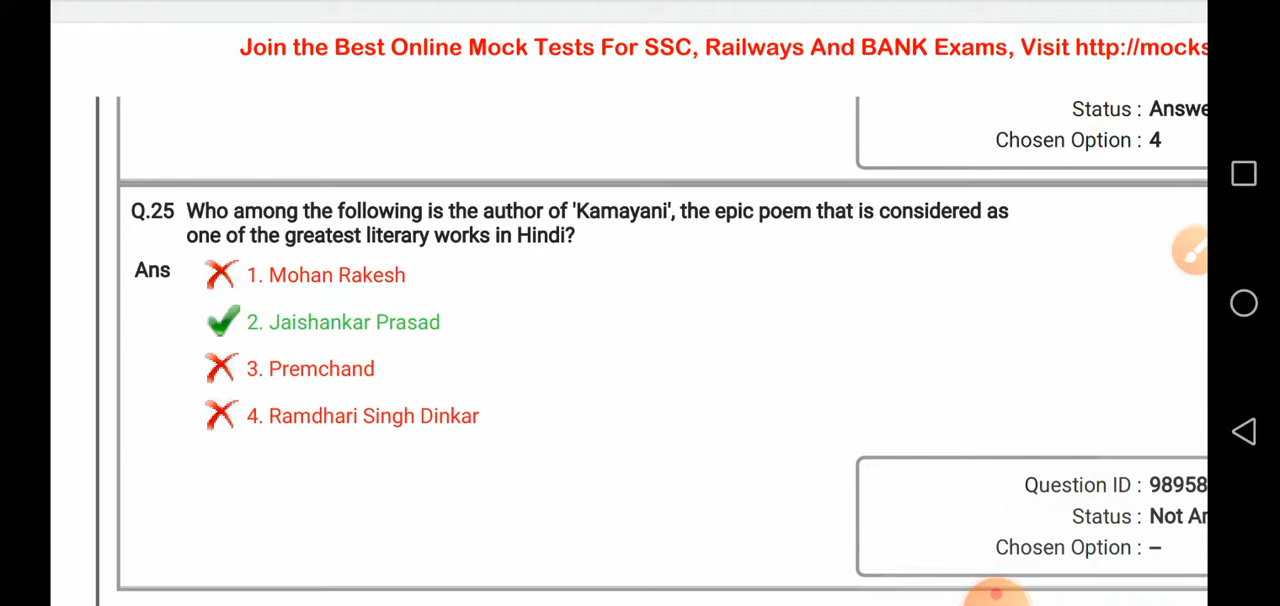 Join the Best Online Mock Tests For SSC, Railways And BANK Exams, Visit http://mocks
Status : Answe
Chosen Option : 4
Q.25 Who among the following is the author of 'Kamayani', the epic poem that is considered as
one of the greatest literary works in Hindi?
Ans 1. Mohan Rakesh
2. Jaishankar Prasad
3. Premchand
4. Ramdhari Singh Dinkar
Question ID : 98958
Status : Not Ar
Chosen Option : –